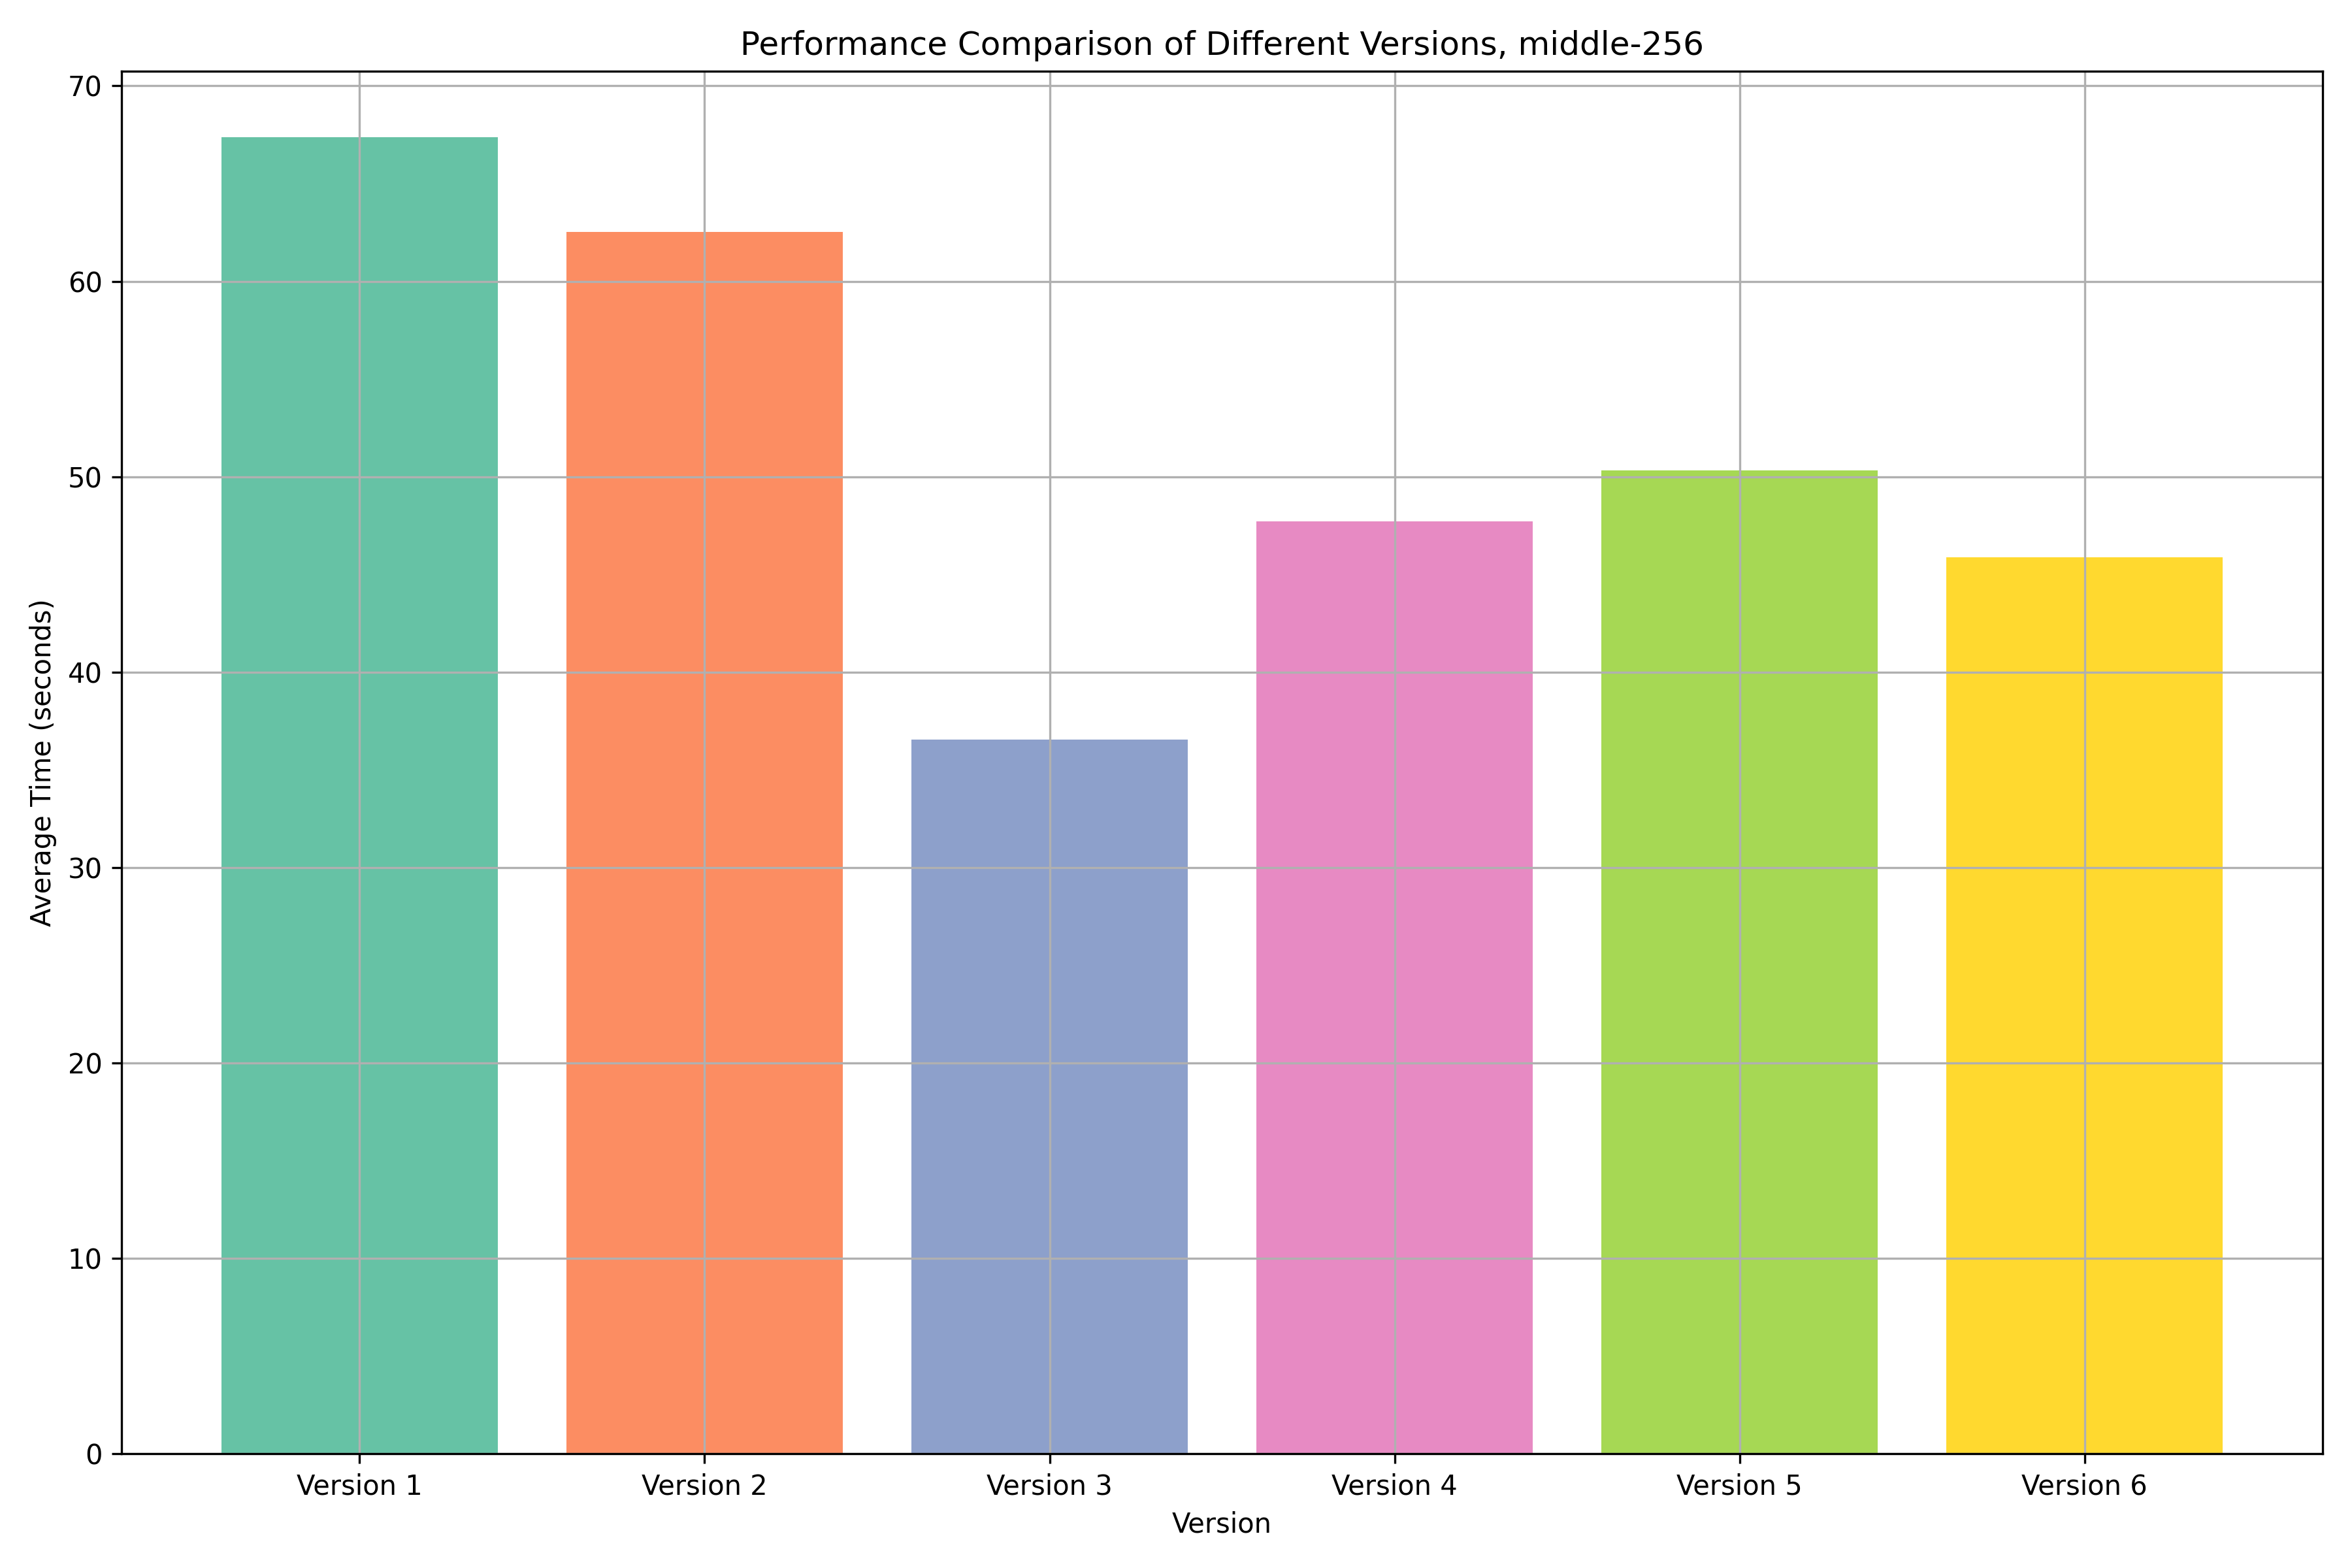 Performance Comparison of Different Versions, middle-256
70
60
50
40
30
20
10
0
Average Time (seconds)
Version 1 Version 2 Version 3 Version 4 Version 5 Version 6
Version